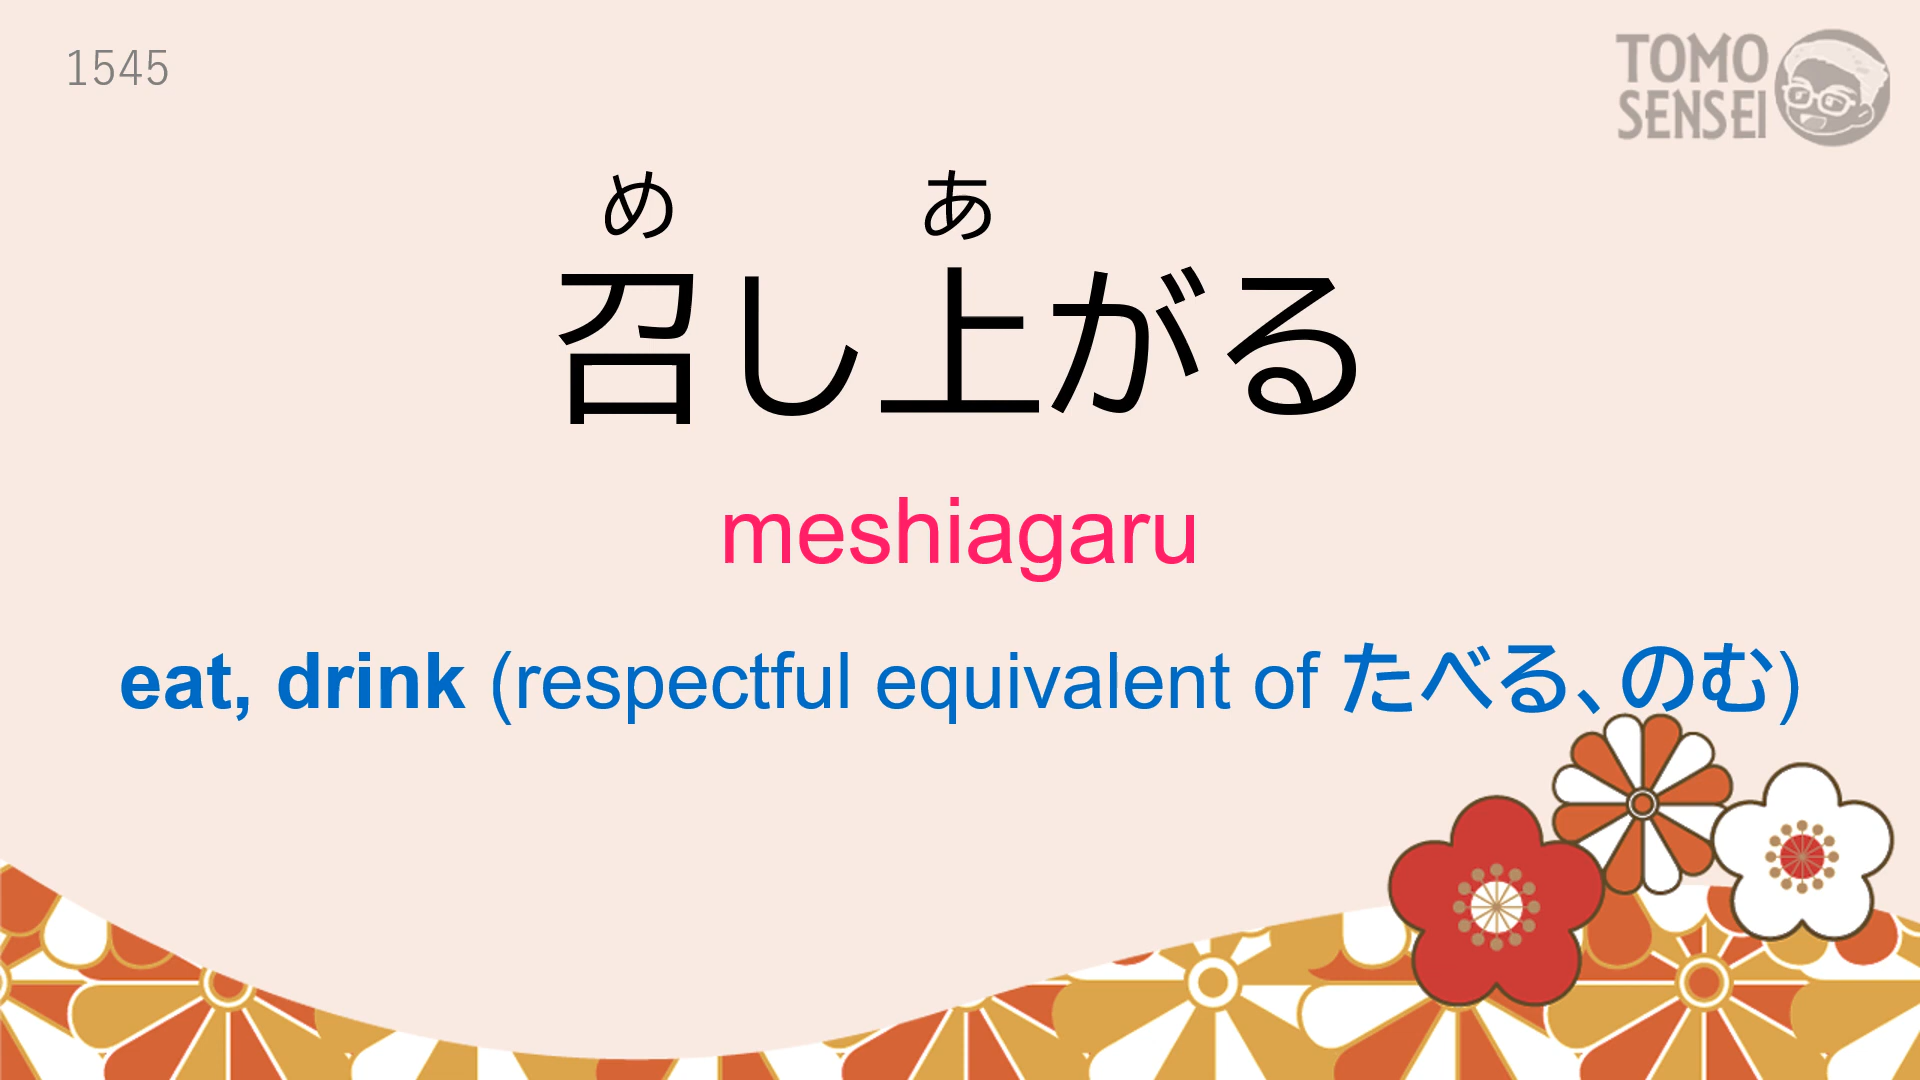 1545
TOMO
SENSEI
め あ
召し上がる
meshiagaru
eat, drink (respectful equivalent of たべる、のむ)